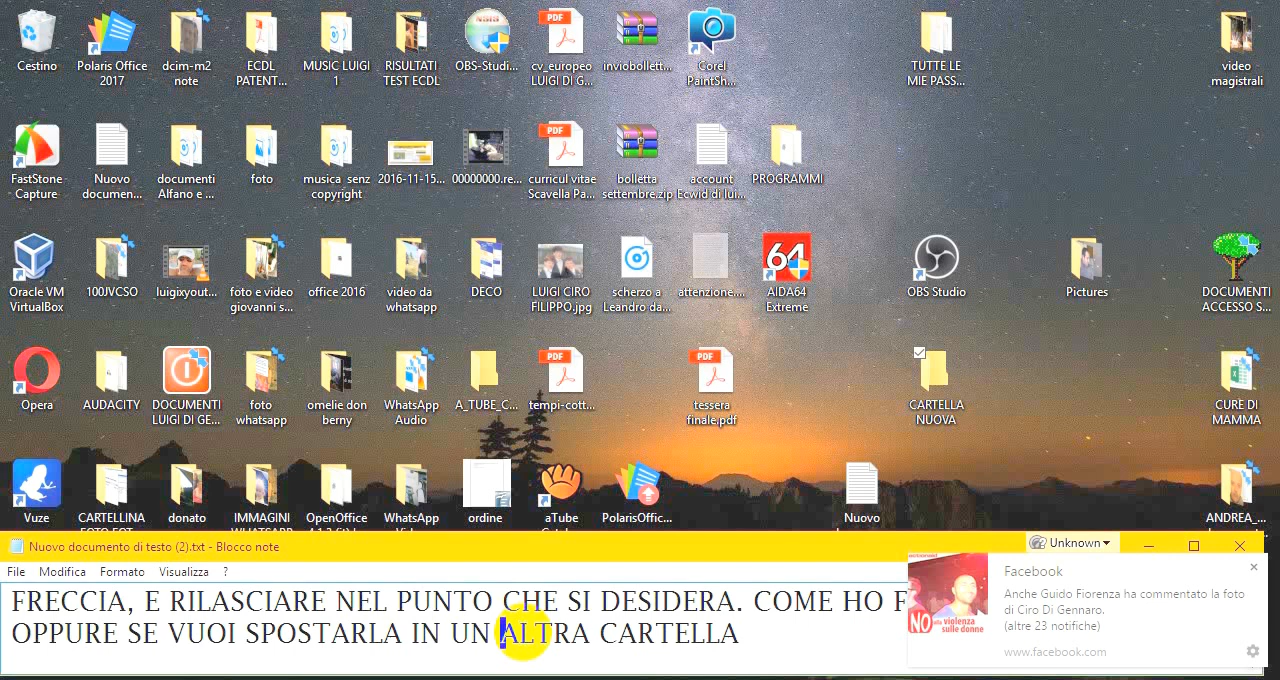 Cestino
Polaris Office
2017
dcim-m2
note
ECDL
PATENT...
MUSIC LUIGI
1
RISULTATI
TEST ECDL
OBS-Studi...
PDF
cv_europeo
LUIGI DI G...
inviobollett...
Corel
PaintSh...
TUTTE LE
MIE PASS...
video
magistrali
FastStone
Capture
Nuovo
documen...
documenti
Alfano e ...
foto
musica senz
copyright
2016-11-15...
00000000.re...
PDF
curricul vitae
Scavella Pa...
bolletta
settembre.zip
account
Ecwid di lui...
PROGRAMMI
Oracle VM
VirtualBox
100JVCSO
luigixyout...
foto e video
giovanni s...
office 2016
video da
whatsapp
DECO
LUIGI CIRO
FILIPPO.jpg
scherzo a
Leandro da...
attenzione....
64
AIDA64
Extreme
OBS Studio
Pictures
DOCUMENTI
ACCESSO S...
Opera
AUDACITY
DOCUMENTI
LUIGI DI GE...
foto
whatsapp
omelie don
berny
WhatsApp
Audio
A_TUBE_C...
PDF
tempi-cott...
PDF
tessera
finale.pdf
CARTELLA
NUOVA
CURE DI
MAMMA
Vuze
CARTELLINA
donato
IMMAGINI
WHATSAPP
OpenOffice
WhatsApp
ordine
aTube
PolarisOffic...
Nuovo
ANDREA_...
Nuovo documento di testo (2).txt - Blocco note
Unknown
File Modifica Formato Visualizza ?
FRECCIA, E RILASCIARE NEL PUNTO CHE SI DESIDERA. COME HO F
OPPURE SE VUOI SPOSTARLA IN UN ALTRA CARTELLA
Facebook
Anche Guido Fiorenza ha commentato la foto
di Ciro Di Gennaro.
(altre 23 notifiche)
www.facebook.com
NO alla violenza
sulle donne